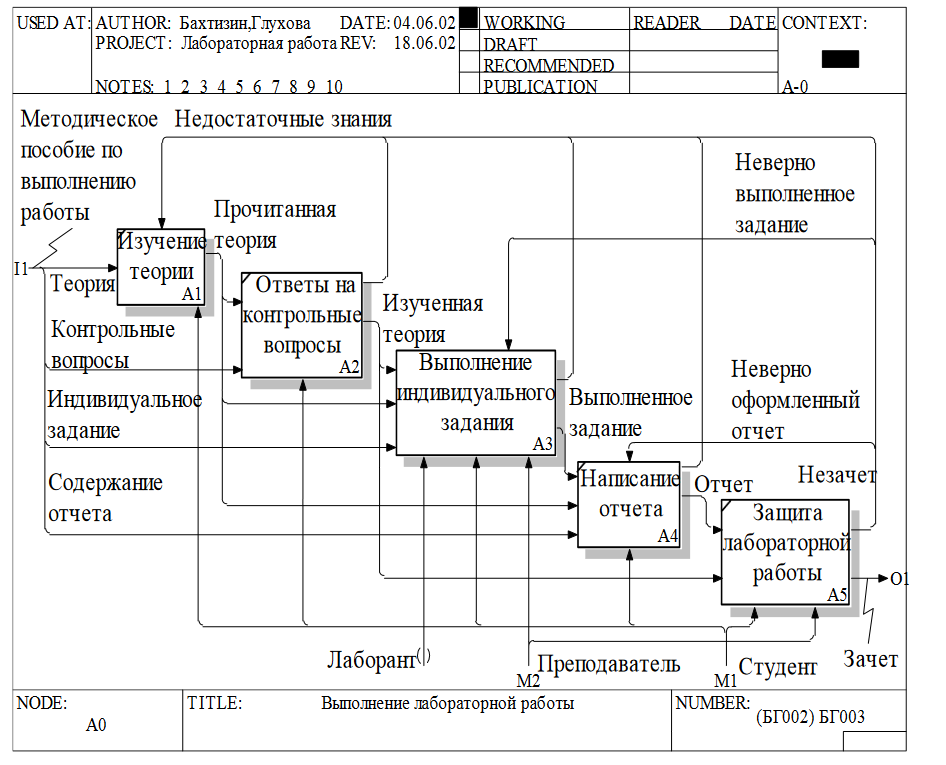 USED AT:
AUTHOR: Бахтизин,Глухова DATE: 04.06.02
PROJECT: Лабораторная работа REV: 18.06.02
NOTES: 1 2 3 4 5 6 7 8 9 10
WORKING
DRAFT
RECOMMENDED
PUBLICATION
READER DATE
CONTEXT:
A-0
Методическое
пособие по
выполнению
работы
Недостаточные знания
Неверно
выполненное
задание
Прочитанная
теория
Изучение
теории
A1
I1
Теория
Ответы на
контрольные
вопросы
A2
Изученная
теория
Контрольные
вопросы
Выполнение
индивидуального
задания
A3
Неверно
оформленный
отчет
Индивидуальное
задание
Выполненное
задание
Написание
отчета
A4
Отчет
Незачет
Содержание
отчета
Защита
лабораторной
работы
A5
O1
Лаборант
()
M2
Преподаватель
M1
Студент
Зачет
NODE:
A0
TITLE:
Выполнение лабораторной работы
NUMBER:
(БГ002) БГ003